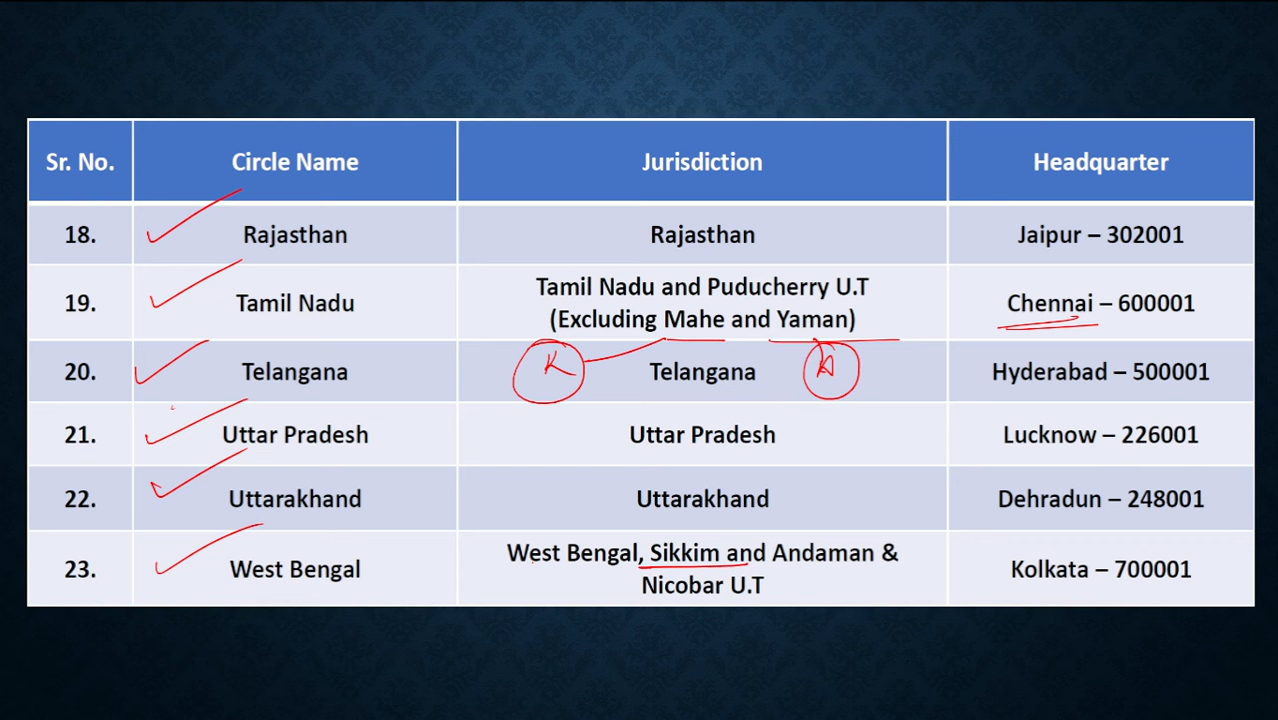 Sr. No. Circle Name Jurisdiction Headquarter
18. Rajasthan Rajasthan Jaipur – 302001
19. Tamil Nadu Tamil Nadu and Puducherry U.T (Excluding Mahe and Yaman) Chennai – 600001
K A
20. Telangana Telangana Hyderabad – 500001
21. Uttar Pradesh Uttar Pradesh Lucknow – 226001
22. Uttarakhand Uttarakhand Dehradun – 248001
23. West Bengal West Bengal, Sikkim and Andaman & Nicobar U.T Kolkata – 700001